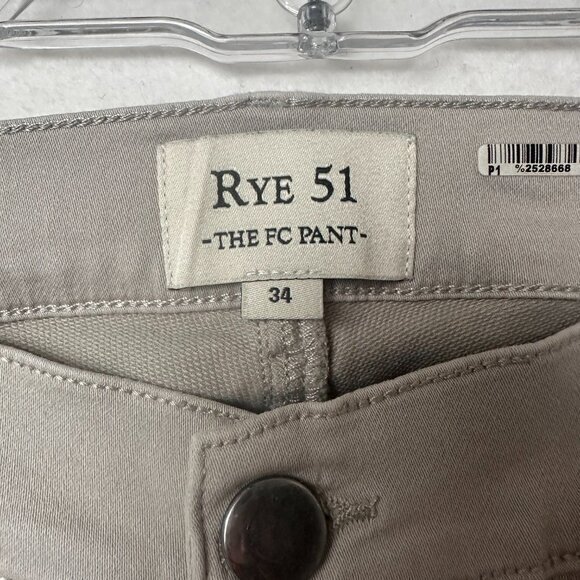 RYE 51
-THE FC PANT-
34
P1 %2528668